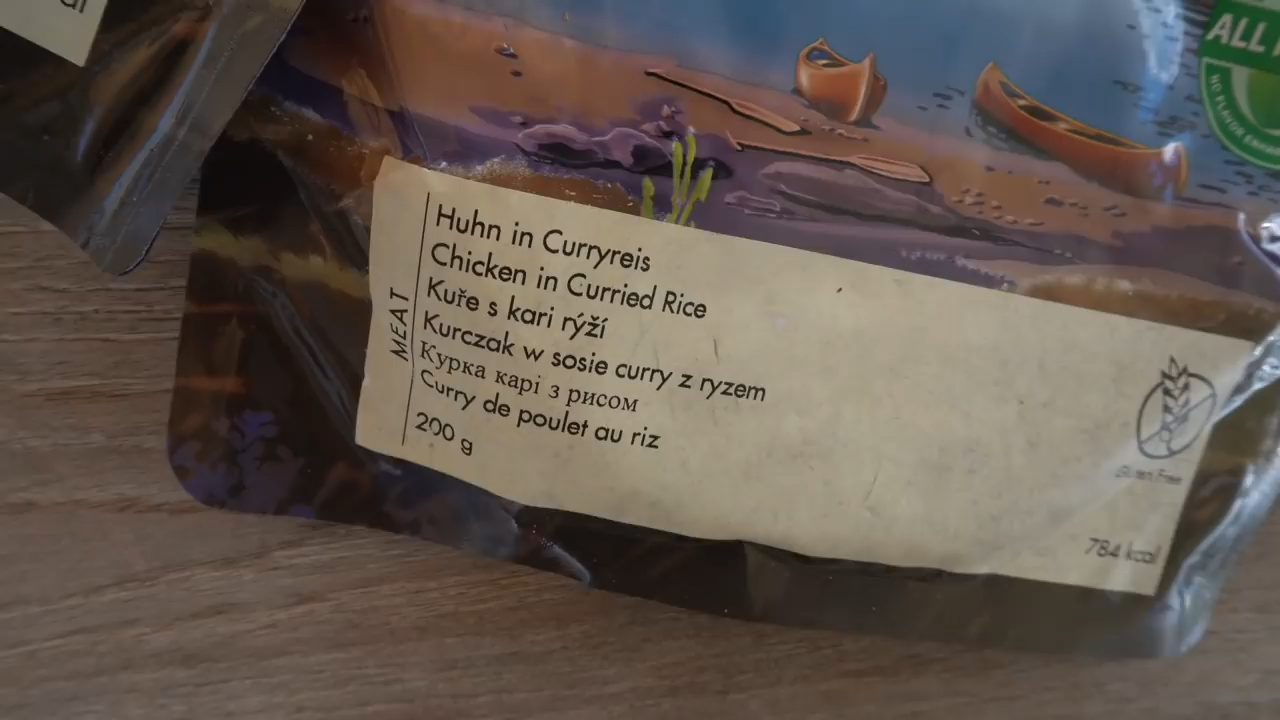 ALL
MEAT
Huhn in Curryreis
Chicken in Curried Rice
Kuře s kari rýží
Kurczak w sosie curry z ryzem
Курка карі з рисом
Curry de poulet au riz
200 g
Gluten Free
784 kcal